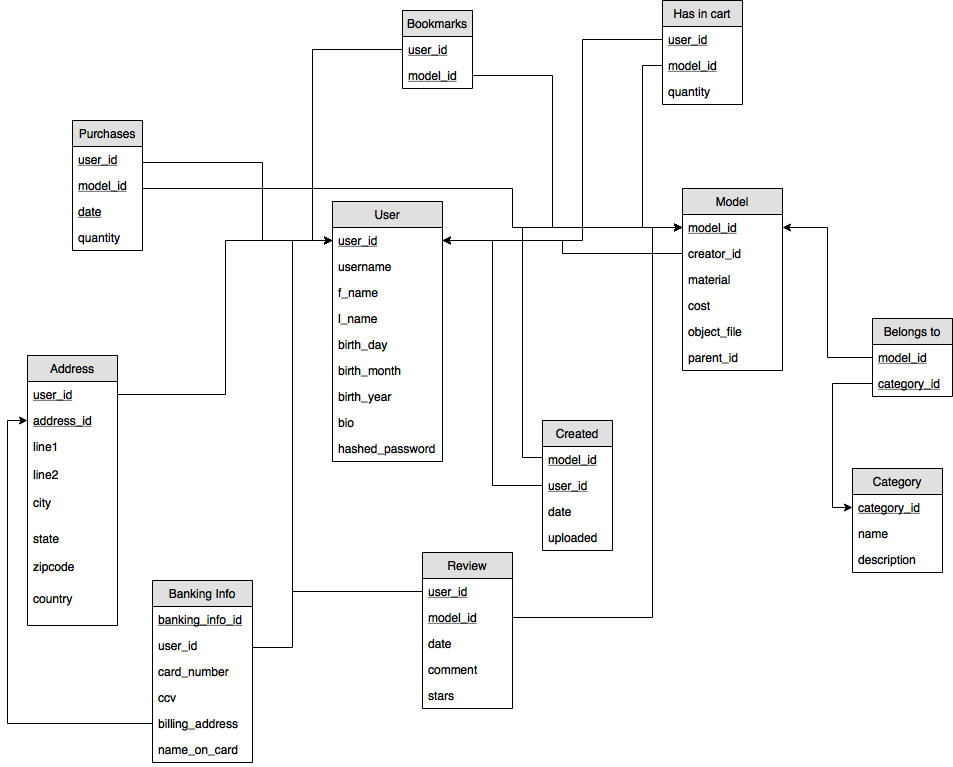 Bookmarks
user_id
model_id
Has in cart
user_id
model_id
quantity
Purchases
user_id
model_id
date
quantity
User
user_id
username
f_name
l_name
birth_day
birth_month
birth_year
bio
hashed_password
Model
model_id
creator_id
material
cost
object_file
parent_id
Belongs to
model_id
category_id
Address
user_id
address_id
line1
line2
city
state
zipcode
country
Created
model_id
user_id
date
uploaded
Category
category_id
name
description
Review
user_id
model_id
date
comment
stars
Banking Info
banking_info_id
user_id
card_number
ccv
billing_address
name_on_card